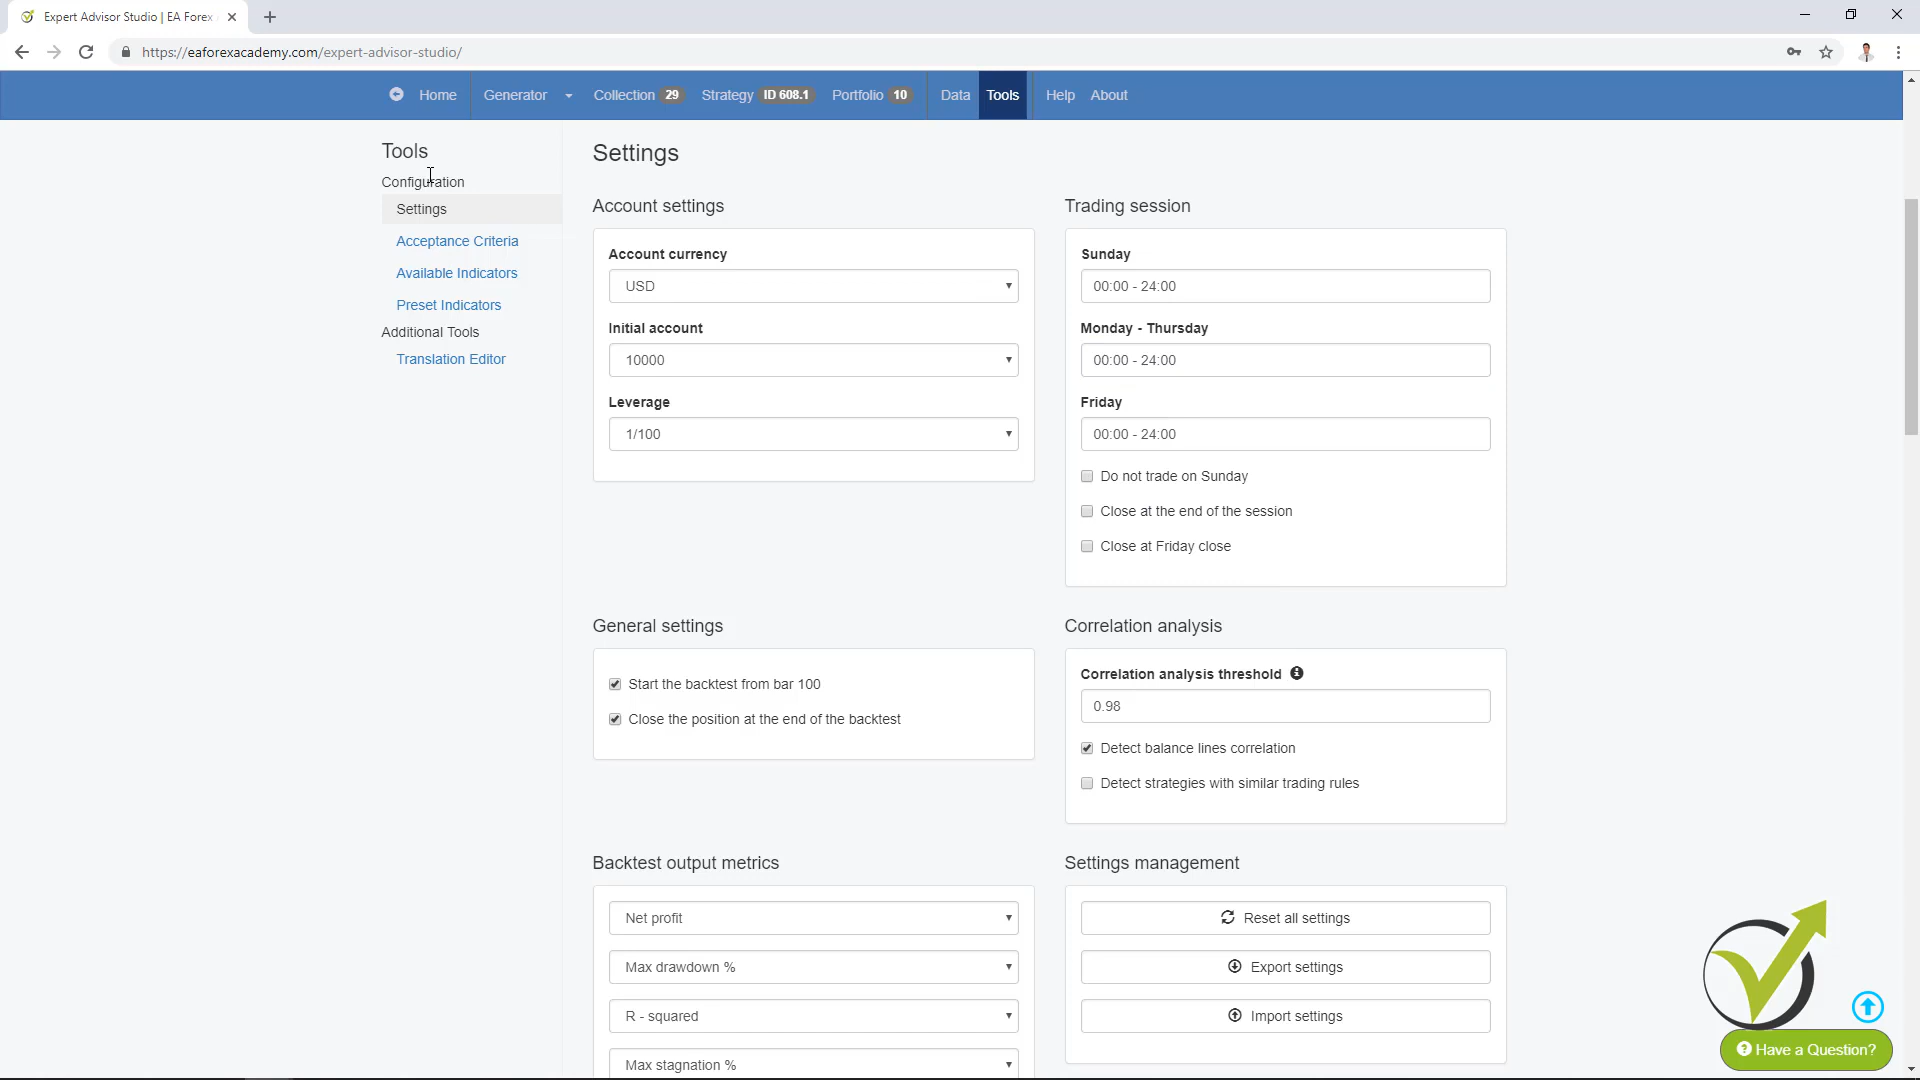 Expert Advisor Studio | EA Forex
https://eaforexacademy.com/expert-advisor-studio/
Home Generator Collection 29 Strategy ID 608.1 Portfolio 10 Data Tools Help About
Tools
Configuration
Settings
Acceptance Criteria
Available Indicators
Preset Indicators
Additional Tools
Translation Editor
Settings
Account settings
Account currency
USD
Initial account
10000
Leverage
1/100
Trading session
Sunday
00:00 - 24:00
Monday - Thursday
00:00 - 24:00
Friday
00:00 - 24:00
Do not trade on Sunday
Close at the end of the session
Close at Friday close
General settings
Start the backtest from bar 100
Close the position at the end of the backtest
Correlation analysis
Correlation analysis threshold
0.98
Detect balance lines correlation
Detect strategies with similar trading rules
Backtest output metrics
Net profit
Max drawdown %
R - squared
Max stagnation %
Settings management
Reset all settings
Export settings
Import settings
Have a Question?